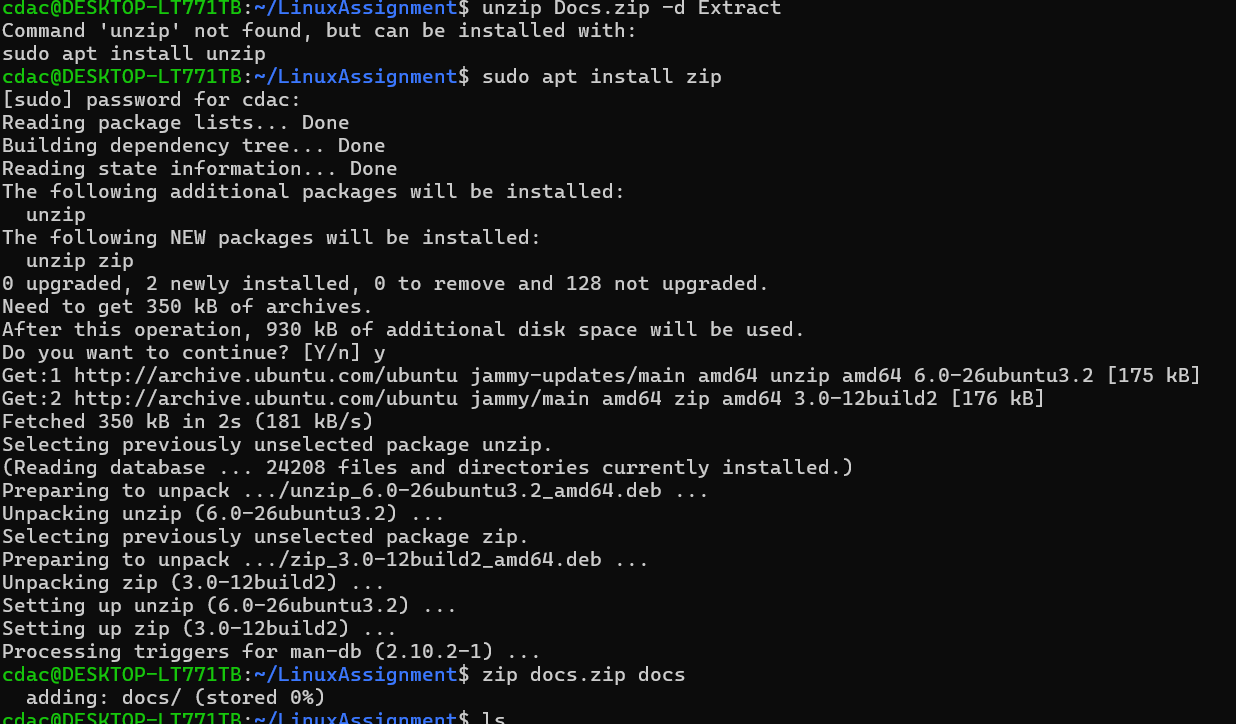 cdac@DESKTOP-LT771TB:~/LinuxAssignment$ unzip Docs.zip -d Extract
Command 'unzip' not found, but can be installed with:
sudo apt install unzip
cdac@DESKTOP-LT771TB:~/LinuxAssignment$ sudo apt install zip
[sudo] password for cdac:
Reading package lists... Done
Building dependency tree... Done
Reading state information... Done
The following additional packages will be installed:
  unzip
The following NEW packages will be installed:
  unzip zip
0 upgraded, 2 newly installed, 0 to remove and 128 not upgraded.
Need to get 350 kB of archives.
After this operation, 930 kB of additional disk space will be used.
Do you want to continue? [Y/n] y
Get:1 http://archive.ubuntu.com/ubuntu jammy-updates/main amd64 unzip amd64 6.0-26ubuntu3.2 [175 kB]
Get:2 http://archive.ubuntu.com/ubuntu jammy/main amd64 zip amd64 3.0-12build2 [176 kB]
Fetched 350 kB in 2s (181 kB/s)
Selecting previously unselected package unzip.
(Reading database ... 24208 files and directories currently installed.)
Preparing to unpack .../unzip_6.0-26ubuntu3.2_amd64.deb ...
Unpacking unzip (6.0-26ubuntu3.2) ...
Selecting previously unselected package zip.
Preparing to unpack .../zip_3.0-12build2_amd64.deb ...
Unpacking zip (3.0-12build2) ...
Setting up unzip (6.0-26ubuntu3.2) ...
Setting up zip (3.0-12build2) ...
Processing triggers for man-db (2.10.2-1) ...
cdac@DESKTOP-LT771TB:~/LinuxAssignment$ zip docs.zip docs
  adding: docs/ (stored 0%)
cdac@DESKTOP-LT771TB:~/LinuxAssignment$ ls